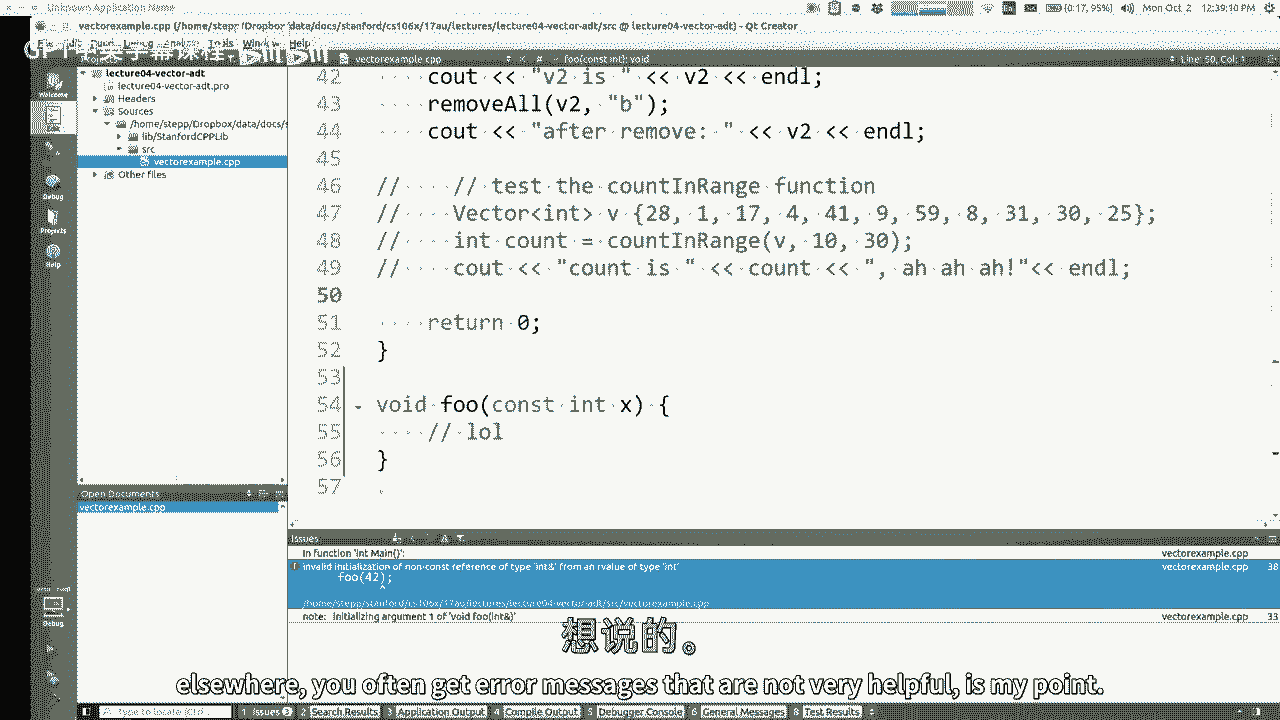 Unknown Application Name
(0:17, 95%) Mon Oct 2 12:39:10 PM
vectorexample.cpp (/home/stepp/Dropbox/data/docs/stanford/cs106x/17au/lectures/lecture04-vector-adt/src @ lecture04-vector-adt) - Qt Creator
vectorexample.cpp
foo(const int): void
Line: 50, Col: 1
lecture04-vector-adt
lecture04-vector-adt.pro
Headers
Sources
/home/stepp/Dropbox/data/docs/s
lib/StanfordCPPLib
src
vectorexample.cpp
Other files
Welcome
Debug
Projects
Help
42 cout << "v2 is " << v2 << endl;
43 removeAll(v2, "b");
44 cout << "after remove: " << v2 << endl;
45
46 // // test the countInRange function
47 // Vector<int> v {28, 1, 17, 4, 41, 9, 59, 8, 31, 30, 25};
48 // int count = countInRange(v, 10, 30);
49 // cout << "count is " << count << ", ah ah ah!"<< endl;
50
51 return 0;
52 }
53
54 void foo(const int x) {
55 // lol
56 }
57
Open Documents
vectorexample.cpp
Issues
In function 'int Main()':
vectorexample.cpp
invalid initialization of non-const reference of type 'int&' from an rvalue of type 'int'
vectorexample.cpp 38
foo(42);
^
/home/stepp/stanford/cs106x/17au/lectures/lecture04-vector-adt/src/vectorexample.cpp
note: initializing argument 1 of 'void foo(int&)'
vectorexample.cpp 33
Debug
想说的。
elsewhere, you often get error messages that are not very helpful, is my point.
Type to locate (Ctrl+...
1 Issues 2 Search Results 3 Application Output 4 Compile Output 5 Debugger Console 6 General Messages 8 Test Results